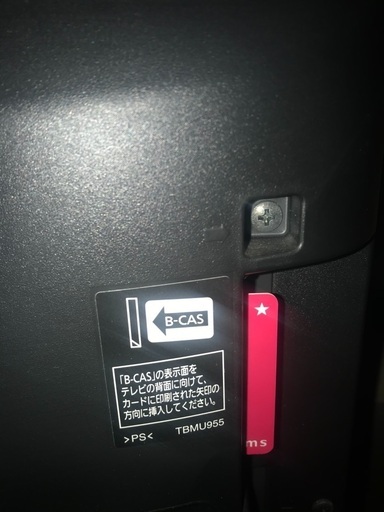 B-CAS
「B-CAS」の表示面を
テレビの背面に向けて、
カードに印刷された矢印の
方向に挿入してください。
>PS< TBMU955
ms